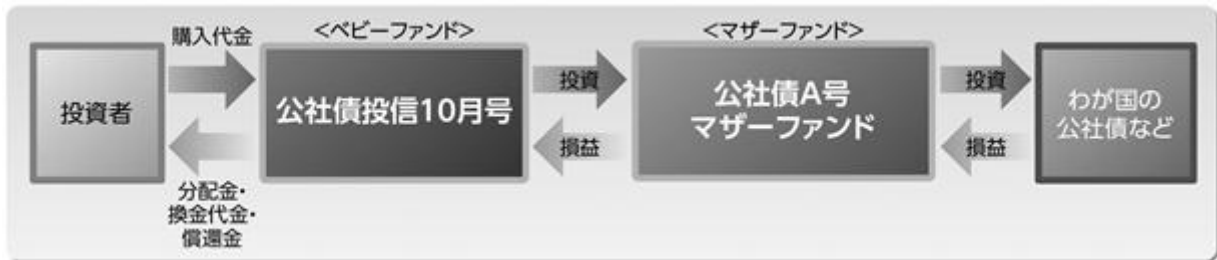 購入代金
<ベビーファンド>
<マザーファンド>
投資者
公社債投信10月号
投資
公社債A号
マザーファンド
投資
わが国の
公社債など
損益
損益
分配金・
換金代金・
償還金